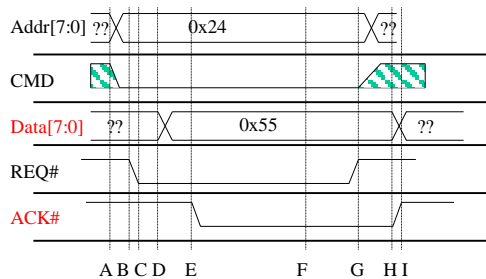 Addr[7:0] ?? 0x24 ??
CMD
Data[7:0] ?? 0x55 ??
REQ#
ACK#
A B C D E F G H I